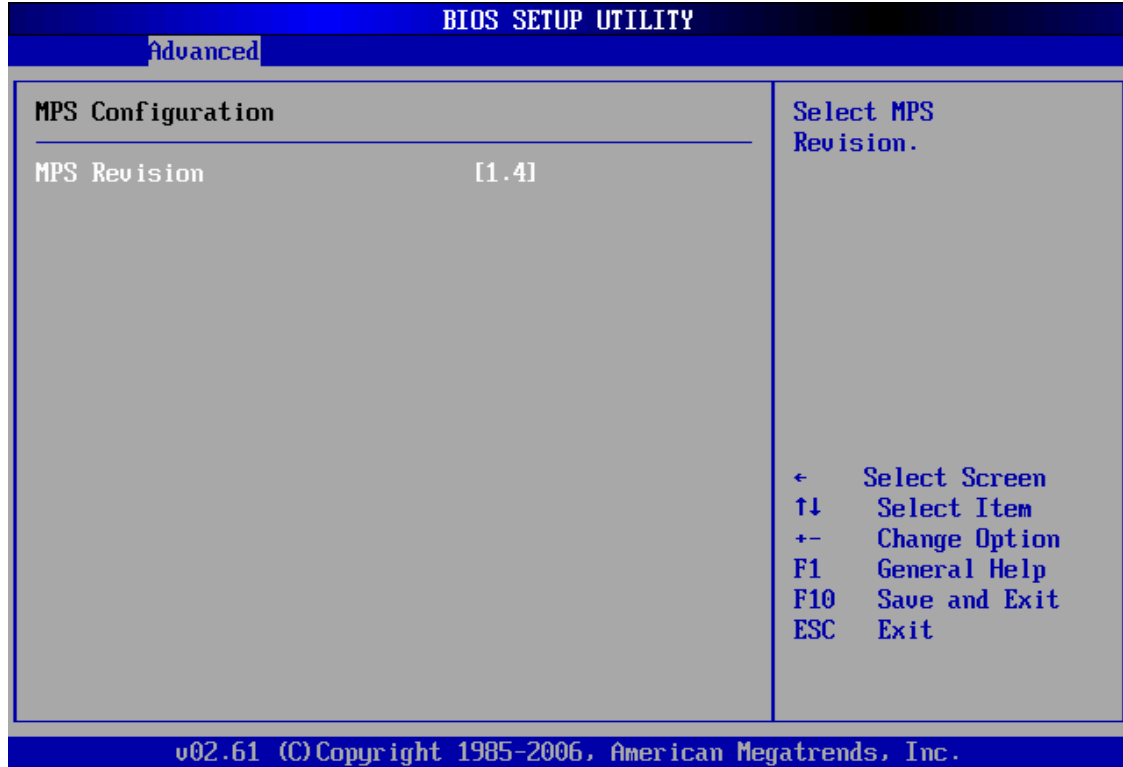 BIOS SETUP UTILITY
Advanced
MPS Configuration
MPS Revision [1.4]
Select MPS
Revision.
← Select Screen
↑↓ Select Item
+- Change Option
F1 General Help
F10 Save and Exit
ESC Exit
v02.61 (C)Copyright 1985-2006, American Megatrends, Inc.